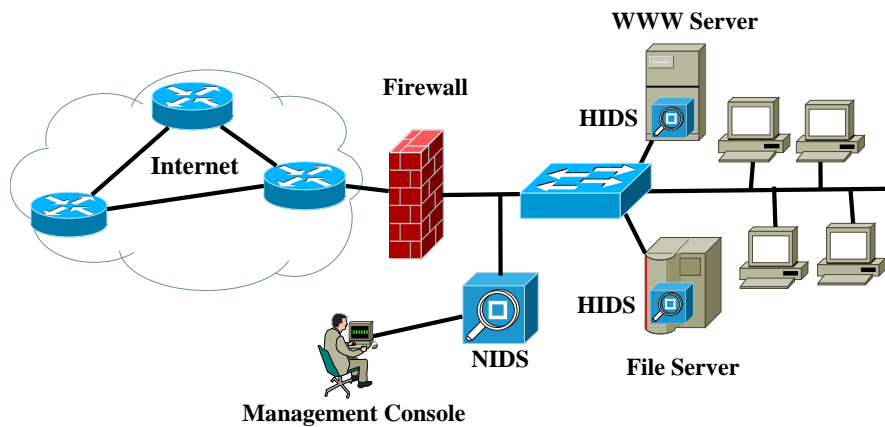 WWW Server
Firewall
HIDS
Internet
HIDS
NIDS
File Server
Management Console